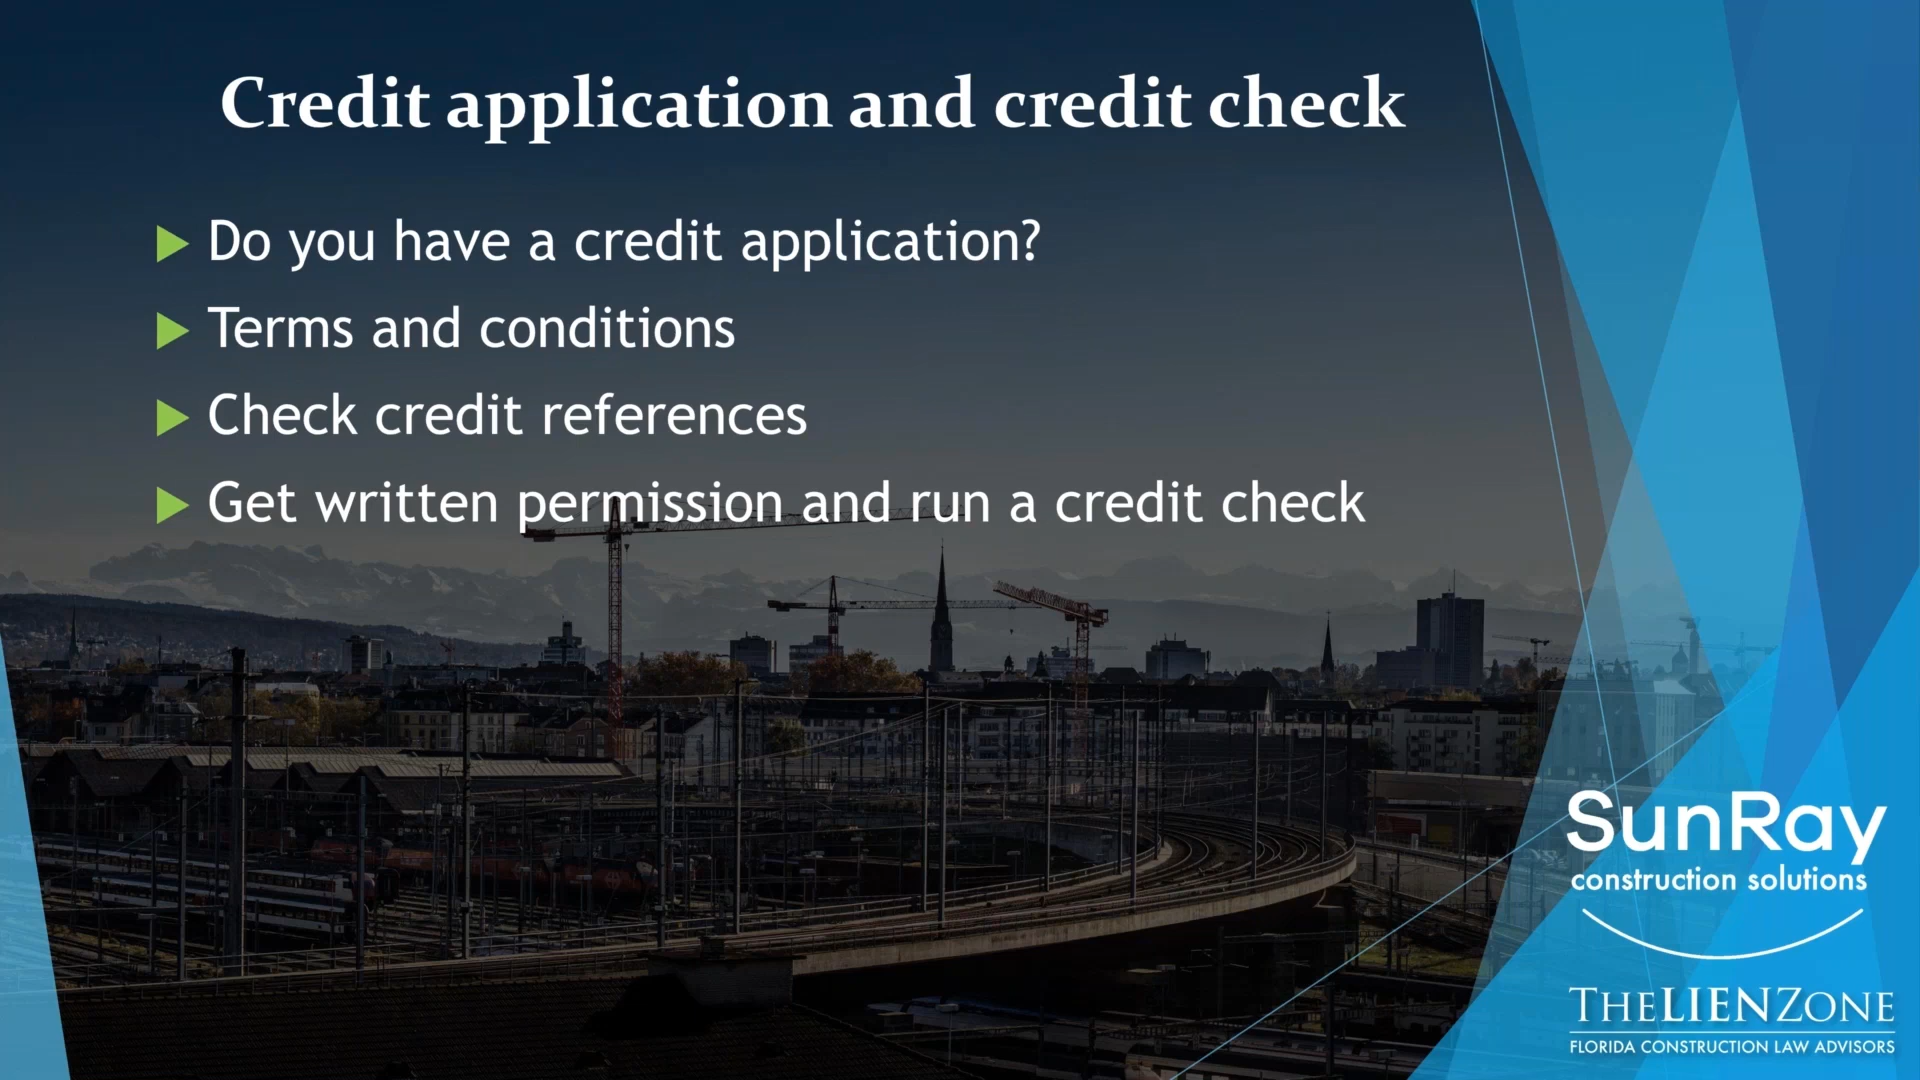 Credit application and credit check
Do you have a credit application?
Terms and conditions
Check credit references
Get written permission and run a credit check
SunRay
construction solutions
THELIENZONE
FLORIDA CONSTRUCTION LAW ADVISORS